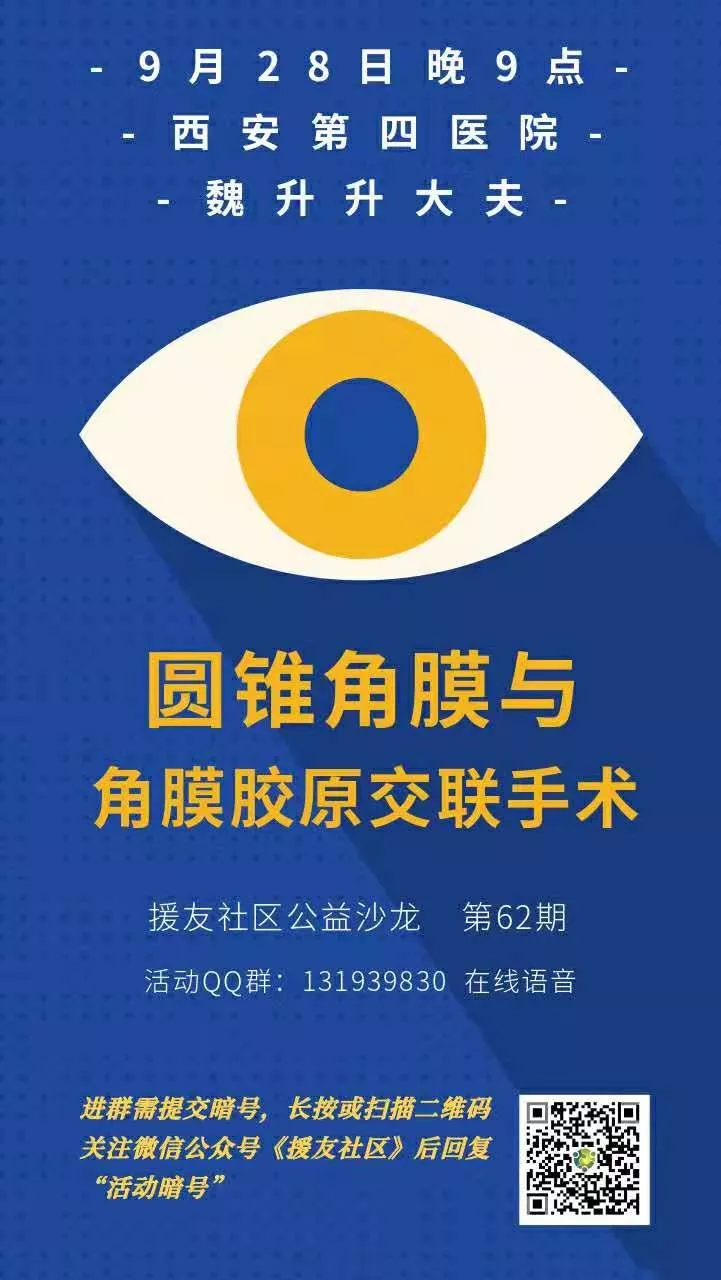 - 9月28日晚9点 -
- 西安第四医院 -
- 魏升升大夫 -
圆锥角膜与
角膜胶原交联手术
援友社区公益沙龙 第62期
活动QQ群：131939830 在线语音
进群需提交暗号，长按或扫描二维码
关注微信公众号《援友社区》后回复
“活动暗号”